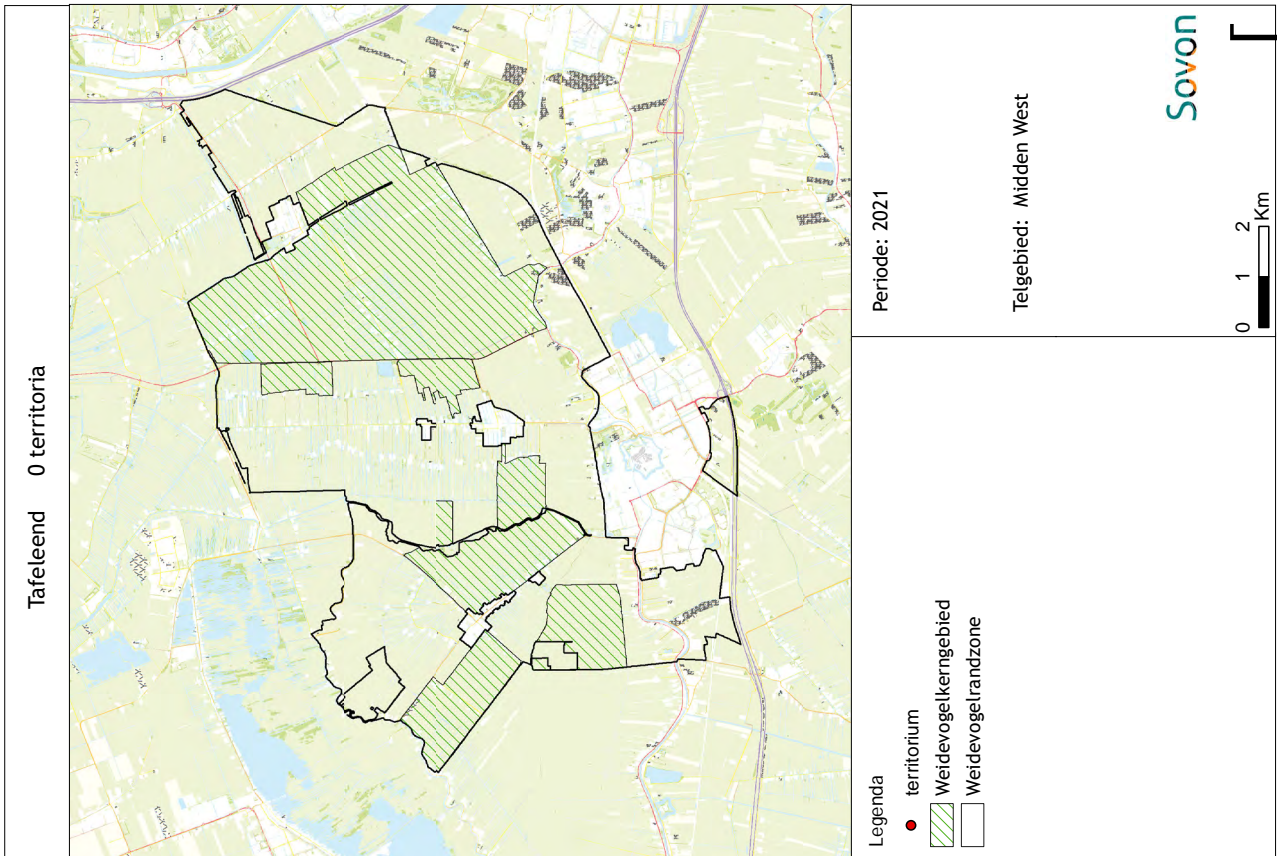 Tafeleend 0 territoria
Legenda
territorium
Weidevogelkerngebied
Weidevogelrandzone
Periode: 2021
Telgebied: Midden West
0 1 2
Km
Sovon